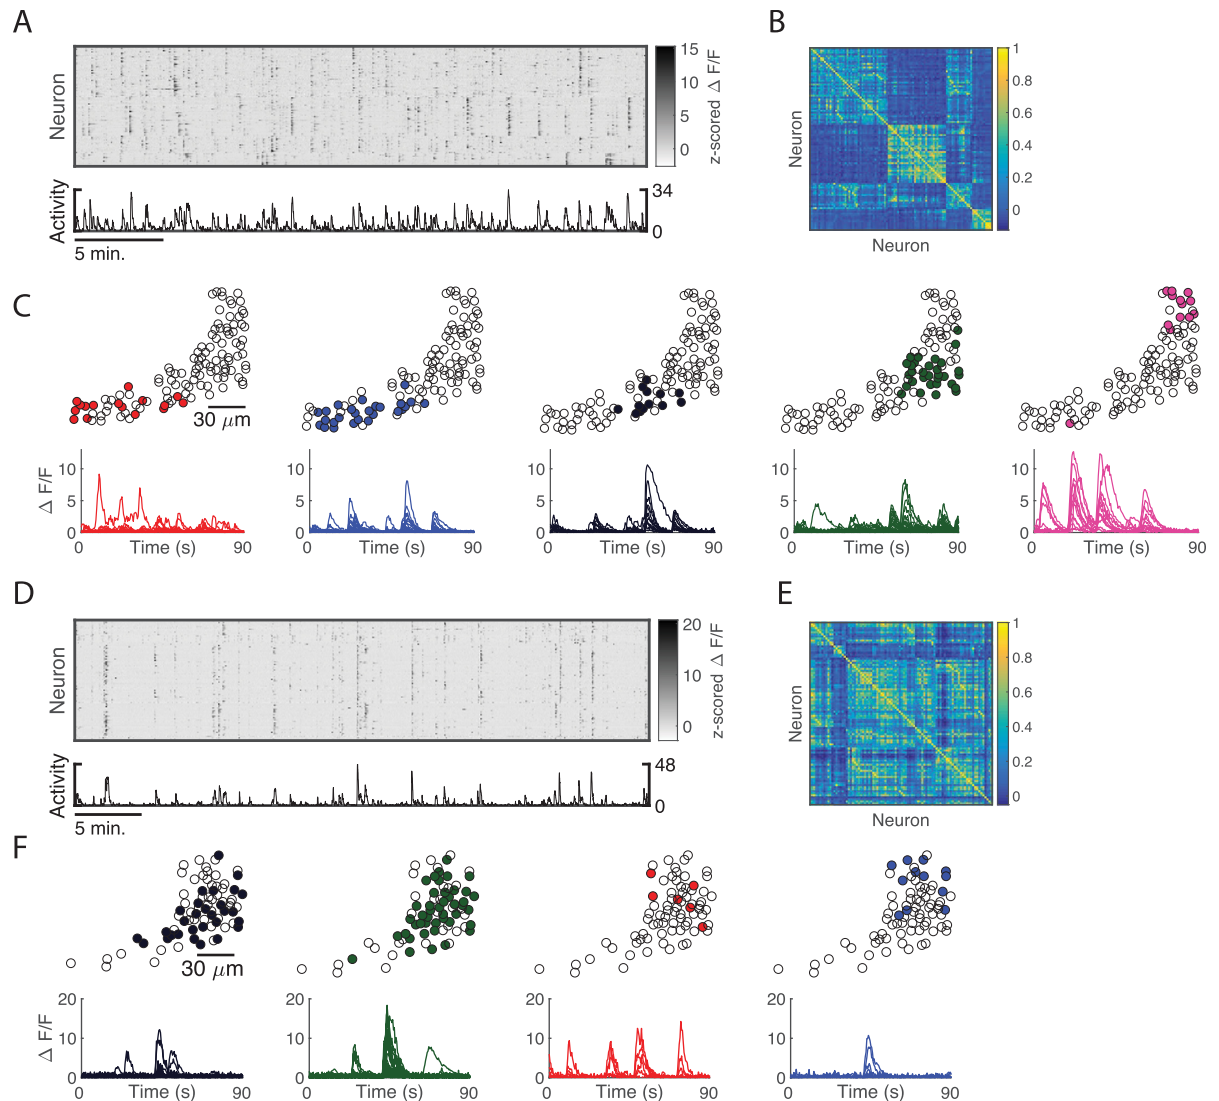 A
B
Neuron
15
10
5
0
z-scored Δ F/F
Activity
34
0
5 min.
Neuron
1
0.8
0.6
0.4
0.2
0
Neuron
C
30 μm
Δ F/F
10
5
0
0 Time (s) 90
10
5
0
0 Time (s) 90
10
5
0
0 Time (s) 90
10
5
0
0 Time (s) 90
10
5
0
0 Time (s) 90
D
E
Neuron
20
10
0
z-scored Δ F/F
Activity
48
0
5 min.
Neuron
1
0.8
0.6
0.4
0.2
0
Neuron
F
30 μm
Δ F/F
20
10
0
0 Time (s) 90
20
10
0
0 Time (s) 90
20
10
0
0 Time (s) 90
20
10
0
0 Time (s) 90